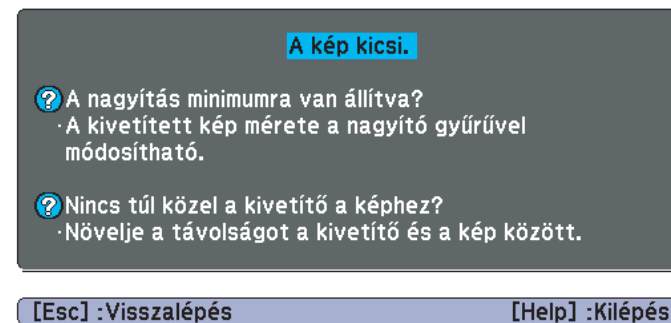 A kép kicsi.
A nagyítás minimumra van állítva?
·A kivetített kép mérete a nagyító gyűrűvel
módosítható.
Nincs túl közel a kivetítő a képhez?
·Növelje a távolságot a kivetítő és a kép között.
[Esc] :Visszalépés [Help] :Kilépés